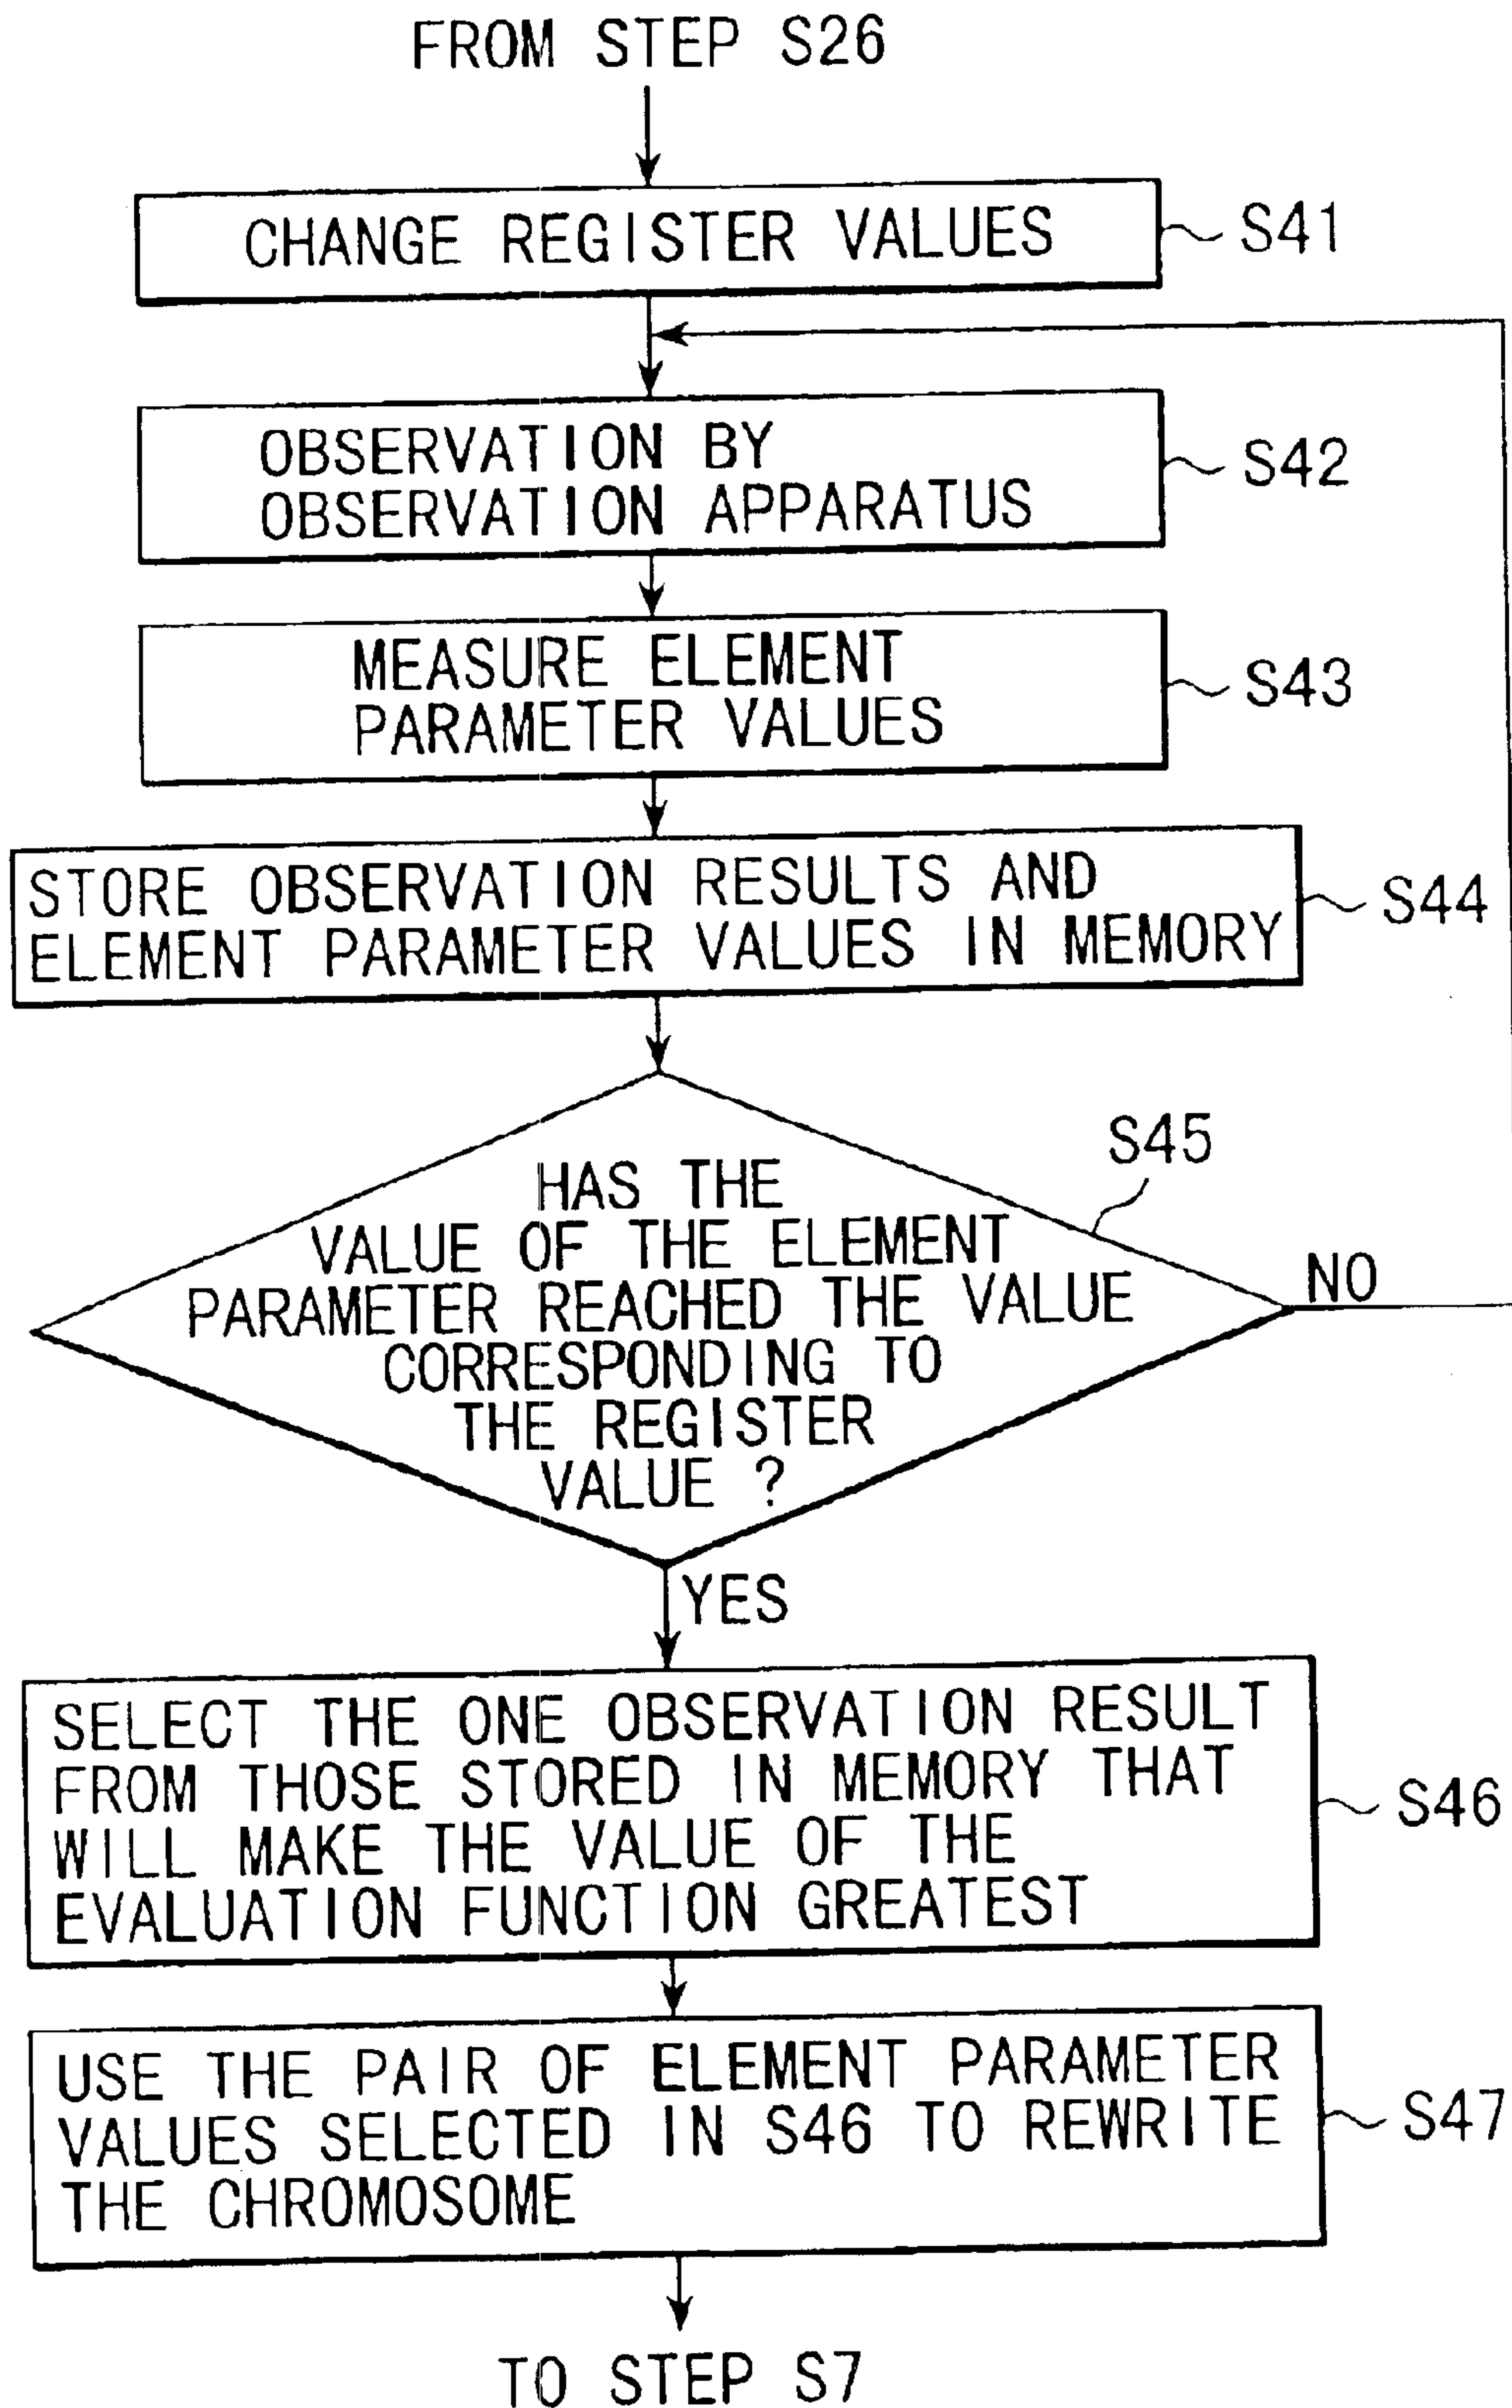 FROM STEP S26
CHANGE REGISTER VALUES
S41
OBSERVATION BY
OBSERVATION APPARATUS
S42
MEASURE ELEMENT
PARAMETER VALUES
S43
STORE OBSERVATION RESULTS AND
ELEMENT PARAMETER VALUES IN MEMORY
S44
S45
HAS THE
VALUE OF THE ELEMENT
PARAMETER REACHED THE VALUE
CORRESPONDING TO
THE REGISTER
VALUE ?
NO
YES
SELECT THE ONE OBSERVATION RESULT
FROM THOSE STORED IN MEMORY THAT
WILL MAKE THE VALUE OF THE
EVALUATION FUNCTION GREATEST
S46
USE THE PAIR OF ELEMENT PARAMETER
VALUES SELECTED IN S46 TO REWRITE
THE CHROMOSOME
S47
TO STEP S7